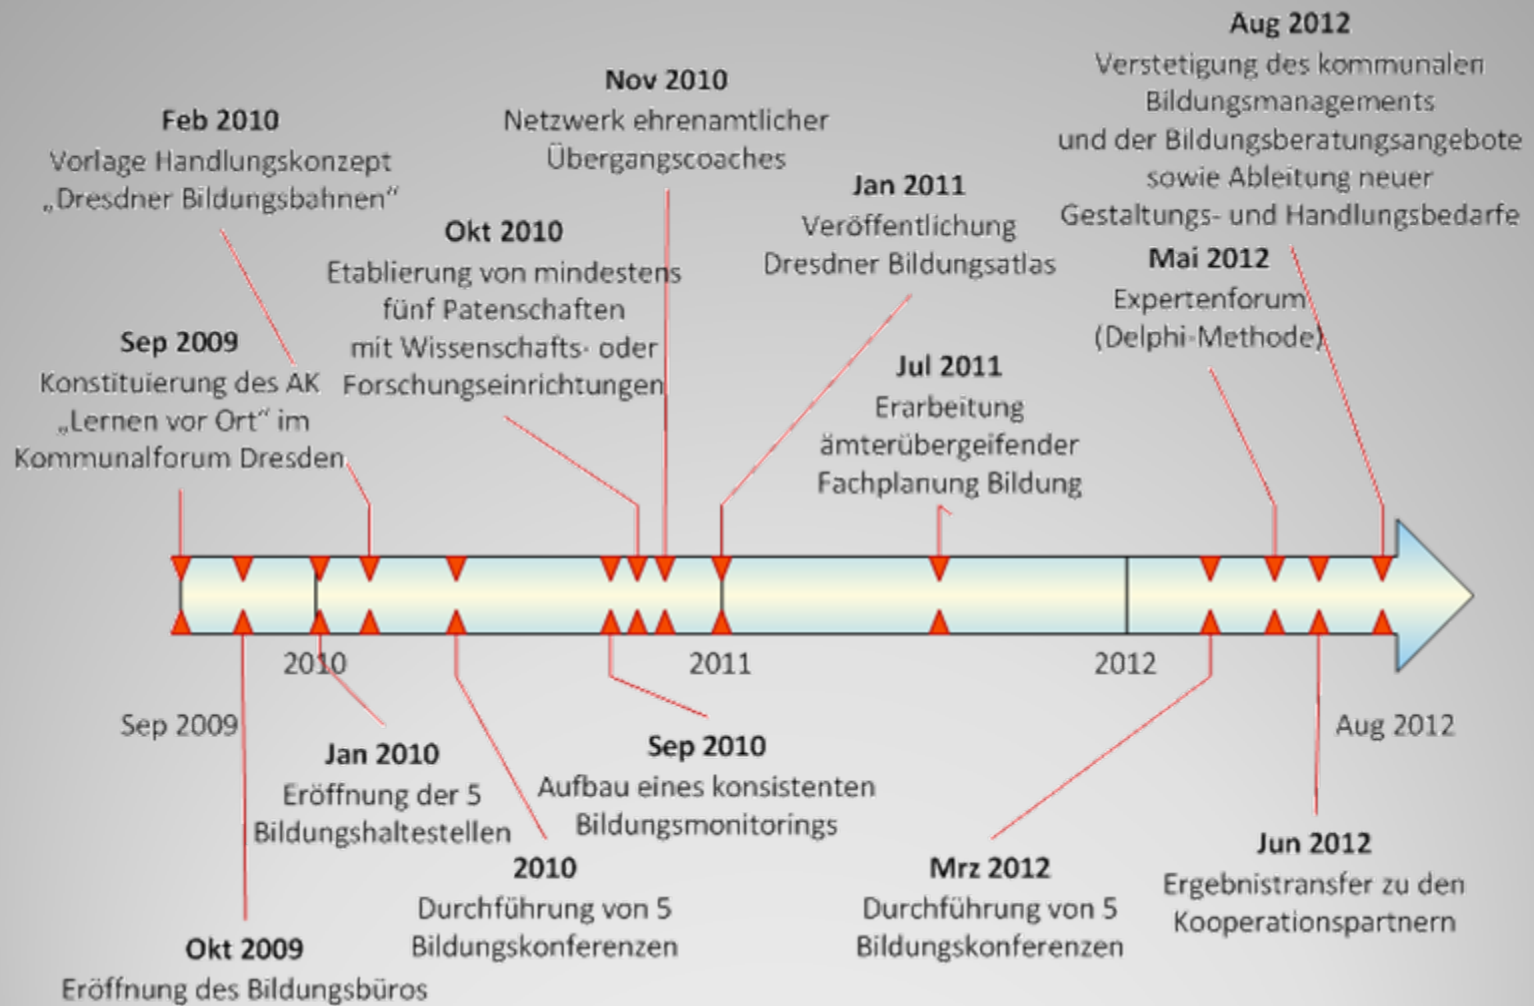 Aug 2012
Verstetigung des kommunalen
Bildungsmanagements
und der Bildungsberatungsangebote
sowie Ableitung neuer
Gestaltungs- und Handlungsbedarfe
Nov 2010
Netzwerk ehrenamtlicher
Übergangscoaches
Feb 2010
Vorlage Handlungskonzept
„Dresdner Bildungsbahnen“
Jan 2011
Veröffentlichung
Dresdner Bildungsatlas
Okt 2010
Etablierung von mindestens
fünf Patenschaften
mit Wissenschafts- oder
Forschungseinrichtungen
Mai 2012
Expertenforum
(Delphi-Methode)
Sep 2009
Konstituierung des AK
„Lernen vor Ort“ im
Kommunalforum Dresden
Jul 2011
Erarbeitung
ämterübergeifender
Fachplanung Bildung
2010
2011
2012
Sep 2009
Aug 2012
Jan 2010
Eröffnung der 5
Bildungshaltestellen
Sep 2010
Aufbau eines konsistenten
Bildungsmonitorings
2010
Durchführung von 5
Bildungskonferenzen
Mrz 2012
Durchführung von 5
Bildungskonferenzen
Jun 2012
Ergebnistransfer zu den
Kooperationspartnern
Okt 2009
Eröffnung des Bildungsbüros